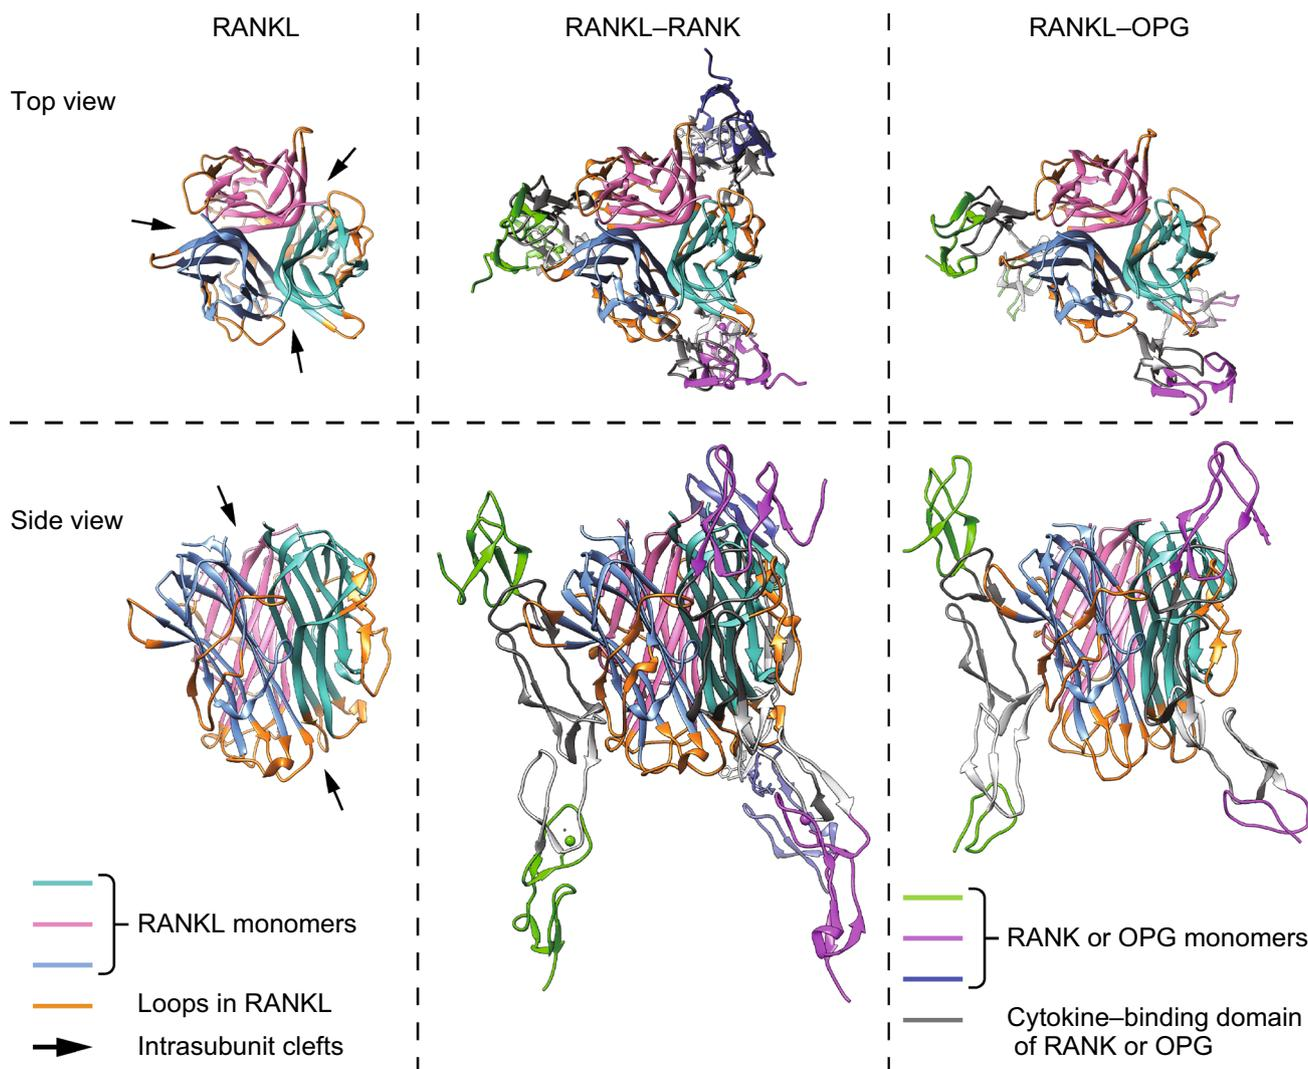 RANKL
RANKL–RANK
RANKL–OPG
Top view
Side view
RANKL monomers
Loops in RANKL
Intrasubunit clefts
RANK or OPG monomers
Cytokine–binding domain
of RANK or OPG